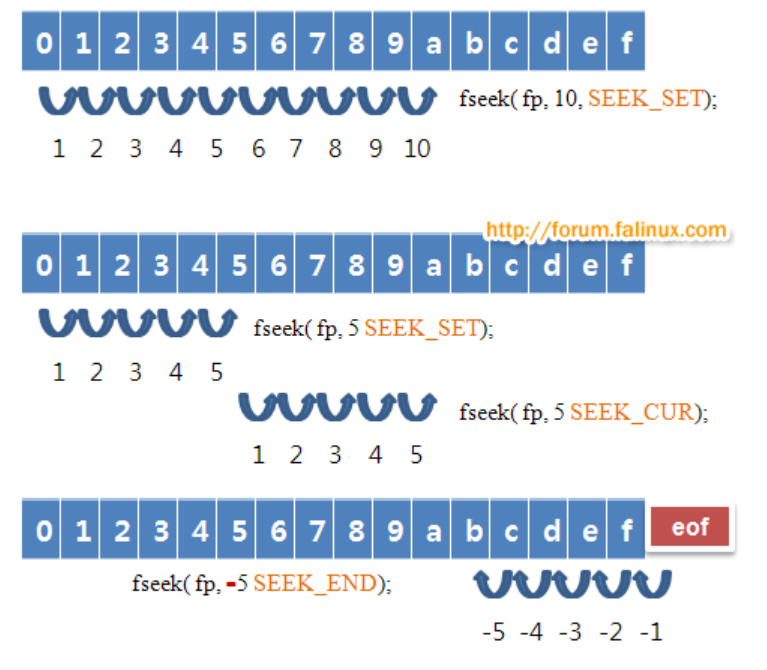 0 1 2 3 4 5 6 7 8 9 a b c d e f
fseek( fp, 10, SEEK_SET);
1 2 3 4 5 6 7 8 9 10
http://forum.falinux.com
0 1 2 3 4 5 6 7 8 9 a b c d e f
fseek( fp, 5 SEEK_SET);
1 2 3 4 5
fseek( fp, 5 SEEK_CUR);
1 2 3 4 5
0 1 2 3 4 5 6 7 8 9 a b c d e f eof
fseek( fp, -5 SEEK_END);
-5 -4 -3 -2 -1